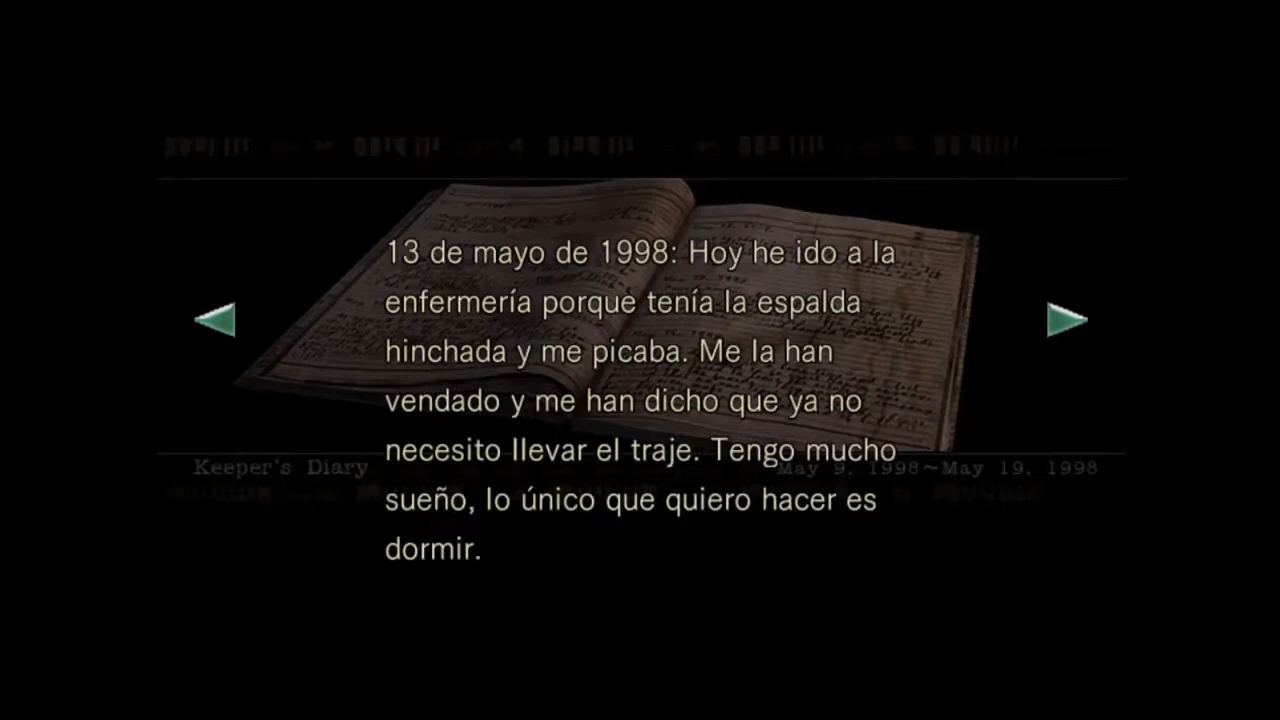 13 de mayo de 1998: Hoy he ido a la
enfermería porque tenía la espalda
hinchada y me picaba. Me la han
vendado y me han dicho que ya no
necesito llevar el traje. Tengo mucho
sueño, lo único que quiero hacer es
dormir.
Keeper's Diary
May 9, 1998~May 19, 1998